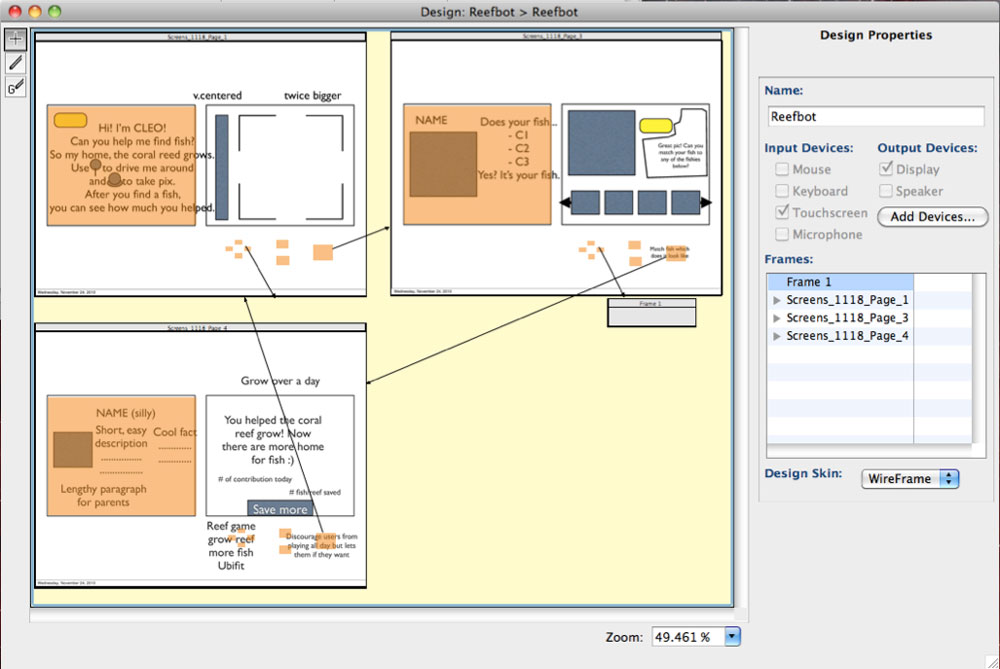 Design: Reefbot > Reefbot
Screens_1118_Page_1
v.centered
twice bigger
Hi! I'm CLEO!
Can you help me find fish?
So my home, the coral reed grows.
Use to drive me around
and to take pix.
After you find a fish,
you can see how much you helped.
Wednesday, November 24, 2010
Screens_1118_Page_3
NAME
Does your fish...
- C1
- C2
- C3
Yes? It's your fish.
Great pic! Can you
match your fish to
any of the fishies
below?
Match fish which
does a look like
Wednesday, November 24, 2010
Frame 1
Screens_1118_Page_4
Grow over a day
NAME (silly)
Short, easy
description
Cool fact
Lengthy paragraph
for parents
You helped the coral
reef grow! Now
there are more home
for fish :)
# of contribution today
# fish/reef saved
Save more
Reef game
grow reef
more fish
Ubifit
Discourage users from
playing all day but lets
them if they want
Wednesday, November 24, 2010
Zoom: 49.461 %
Design Properties
Name:
Reefbot
Input Devices: Output Devices:
Mouse Display
Keyboard Speaker
Touchscreen Add Devices...
Microphone
Frames:
Frame 1
Screens_1118_Page_1
Screens_1118_Page_3
Screens_1118_Page_4
Design Skin: WireFrame
G